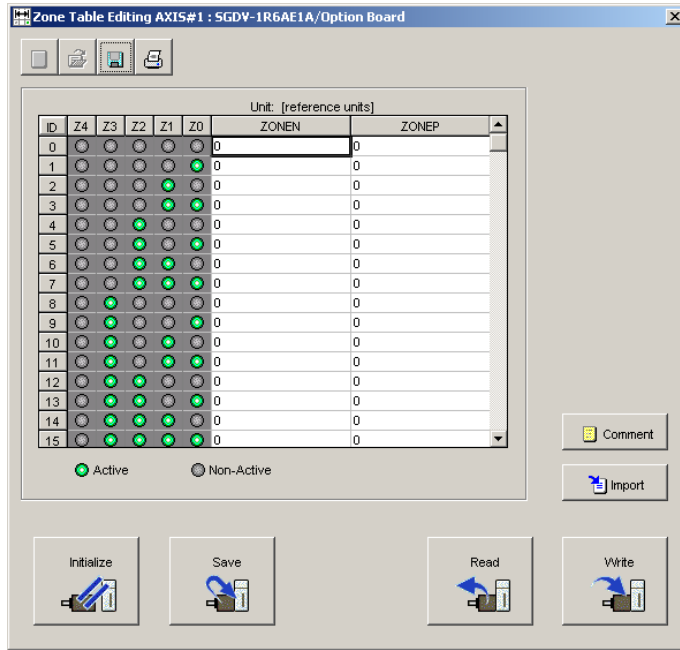 Zone Table Editing AXIS#1 : SGDV-1R6AE1A/Option Board
Unit: [reference units]
ID Z4 Z3 Z2 Z1 Z0 ZONEN ZONEP
0 0 0
1 0 0
2 0 0
3 0 0
4 0 0
5 0 0
6 0 0
7 0 0
8 0 0
9 0 0
10 0 0
11 0 0
12 0 0
13 0 0
14 0 0
15 0 0
Active Non-Active
Comment
Import
Initialize Save Read Write